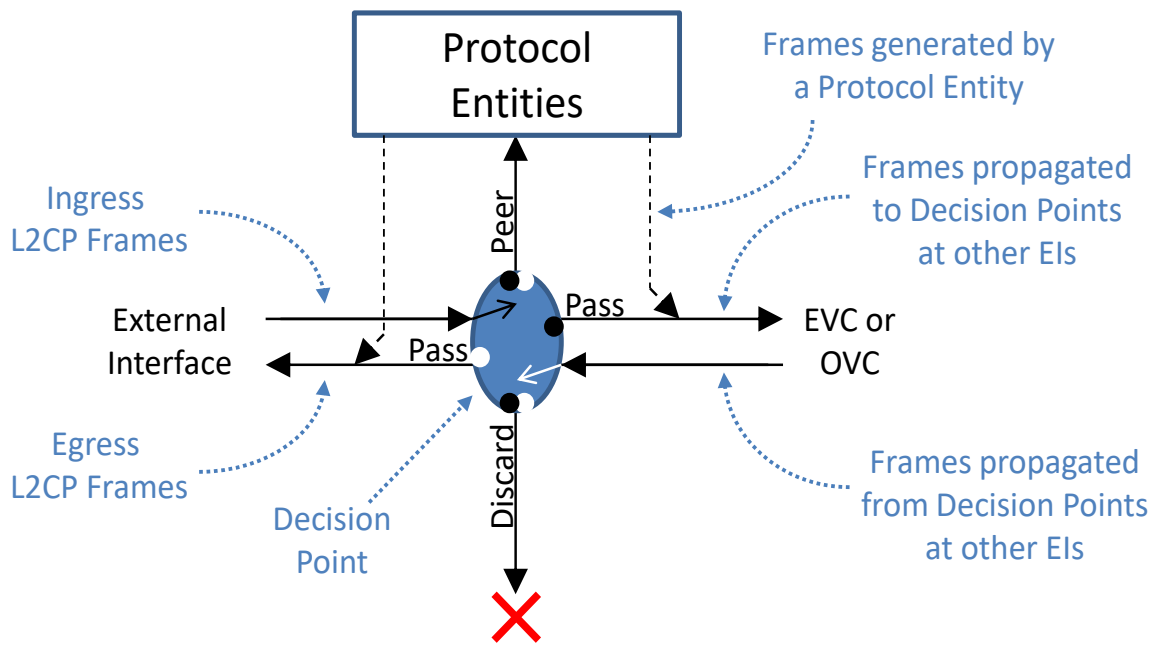 Protocol
Entities
Frames generated by
a Protocol Entity
Frames propagated
to Decision Points
at other EIs
Ingress
L2CP Frames
Peer
External
Interface
Pass
Pass
EVC or
OVC
Egress
L2CP Frames
Discard
Decision
Point
Frames propagated
from Decision Points
at other EIs